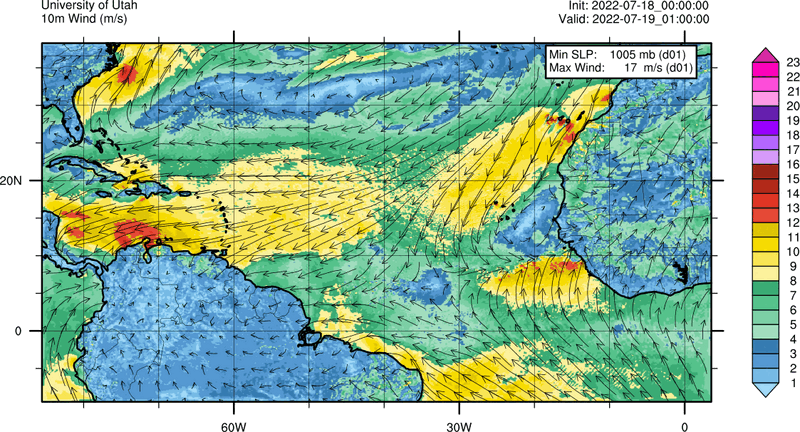 University of Utah
Init: 2022-07-18_00:00:00
10m Wind (m/s)
Valid: 2022-07-19_01:00:00
Min SLP: 1005 mb (d01)
Max Wind: 17 m/s (d01)
23
22
21
20
19
18
17
16
15
14
13
12
11
10
9
8
7
6
5
4
3
2
1
20N
0
60W
30W
0